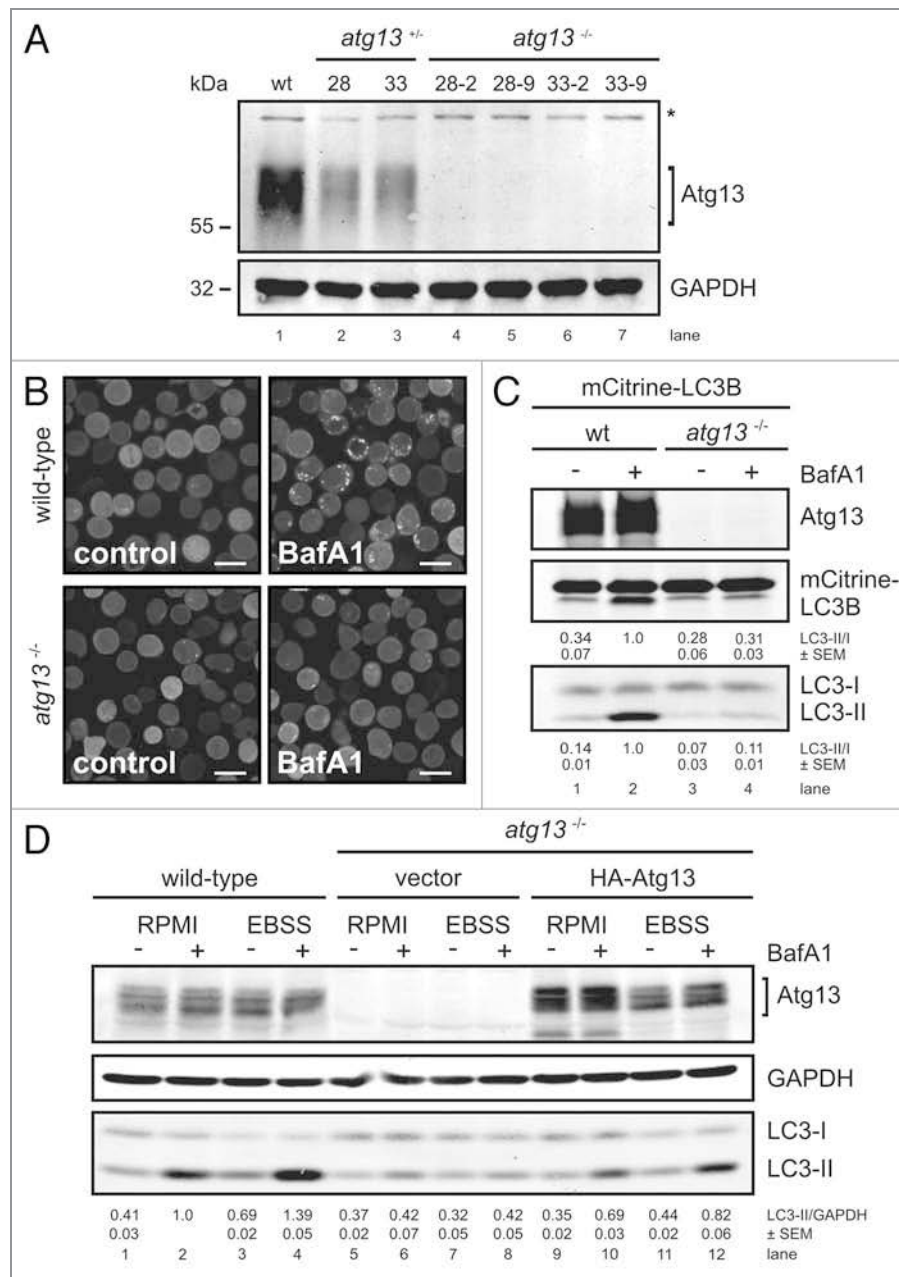 A
atg13 +/- atg13 -/-
kDa wt 28 33 28-2 28-9 33-2 33-9
*
Atg13
55
32 GAPDH
1 2 3 4 5 6 7 lane
B
wild-type
control BafA1
atg13 -/-
control BafA1
C
mCitrine-LC3B
wt atg13 -/-
- + - + BafA1
Atg13
mCitrine-
LC3B
0.34 1.0 0.28 0.31 LC3-II/I
0.07 0.06 0.03 ± SEM
LC3-I
LC3-II
0.14 1.0 0.07 0.11 LC3-II/I
0.01 0.03 0.01 ± SEM
1 2 3 4 lane
D
atg13 -/-
wild-type vector HA-Atg13
RPMI EBSS RPMI EBSS RPMI EBSS
- + - + - + - + - + - + BafA1
Atg13
GAPDH
LC3-I
LC3-II
0.41 1.0 0.69 1.39 0.37 0.42 0.32 0.42 0.35 0.69 0.44 0.82 LC3-II/GAPDH
0.03 0.02 0.05 0.02 0.07 0.05 0.05 0.02 0.03 0.02 0.06 ± SEM
1 2 3 4 5 6 7 8 9 10 11 12 lane